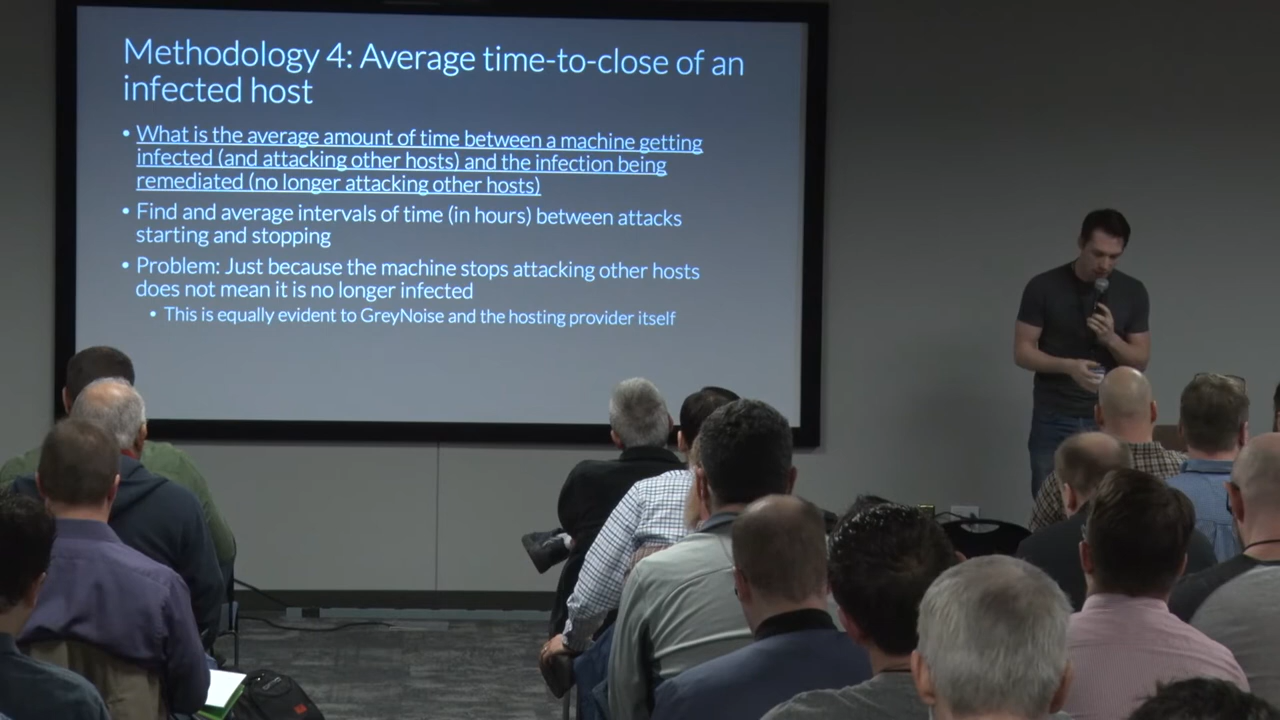 Methodology 4: Average time-to-close of an
infected host
• What is the average amount of time between a machine getting
infected (and attacking other hosts) and the infection being
remediated (no longer attacking other hosts)
• Find and average intervals of time (in hours) between attacks
starting and stopping
• Problem: Just because the machine stops attacking other hosts
does not mean it is no longer infected
• This is equally evident to GreyNoise and the hosting provider itself